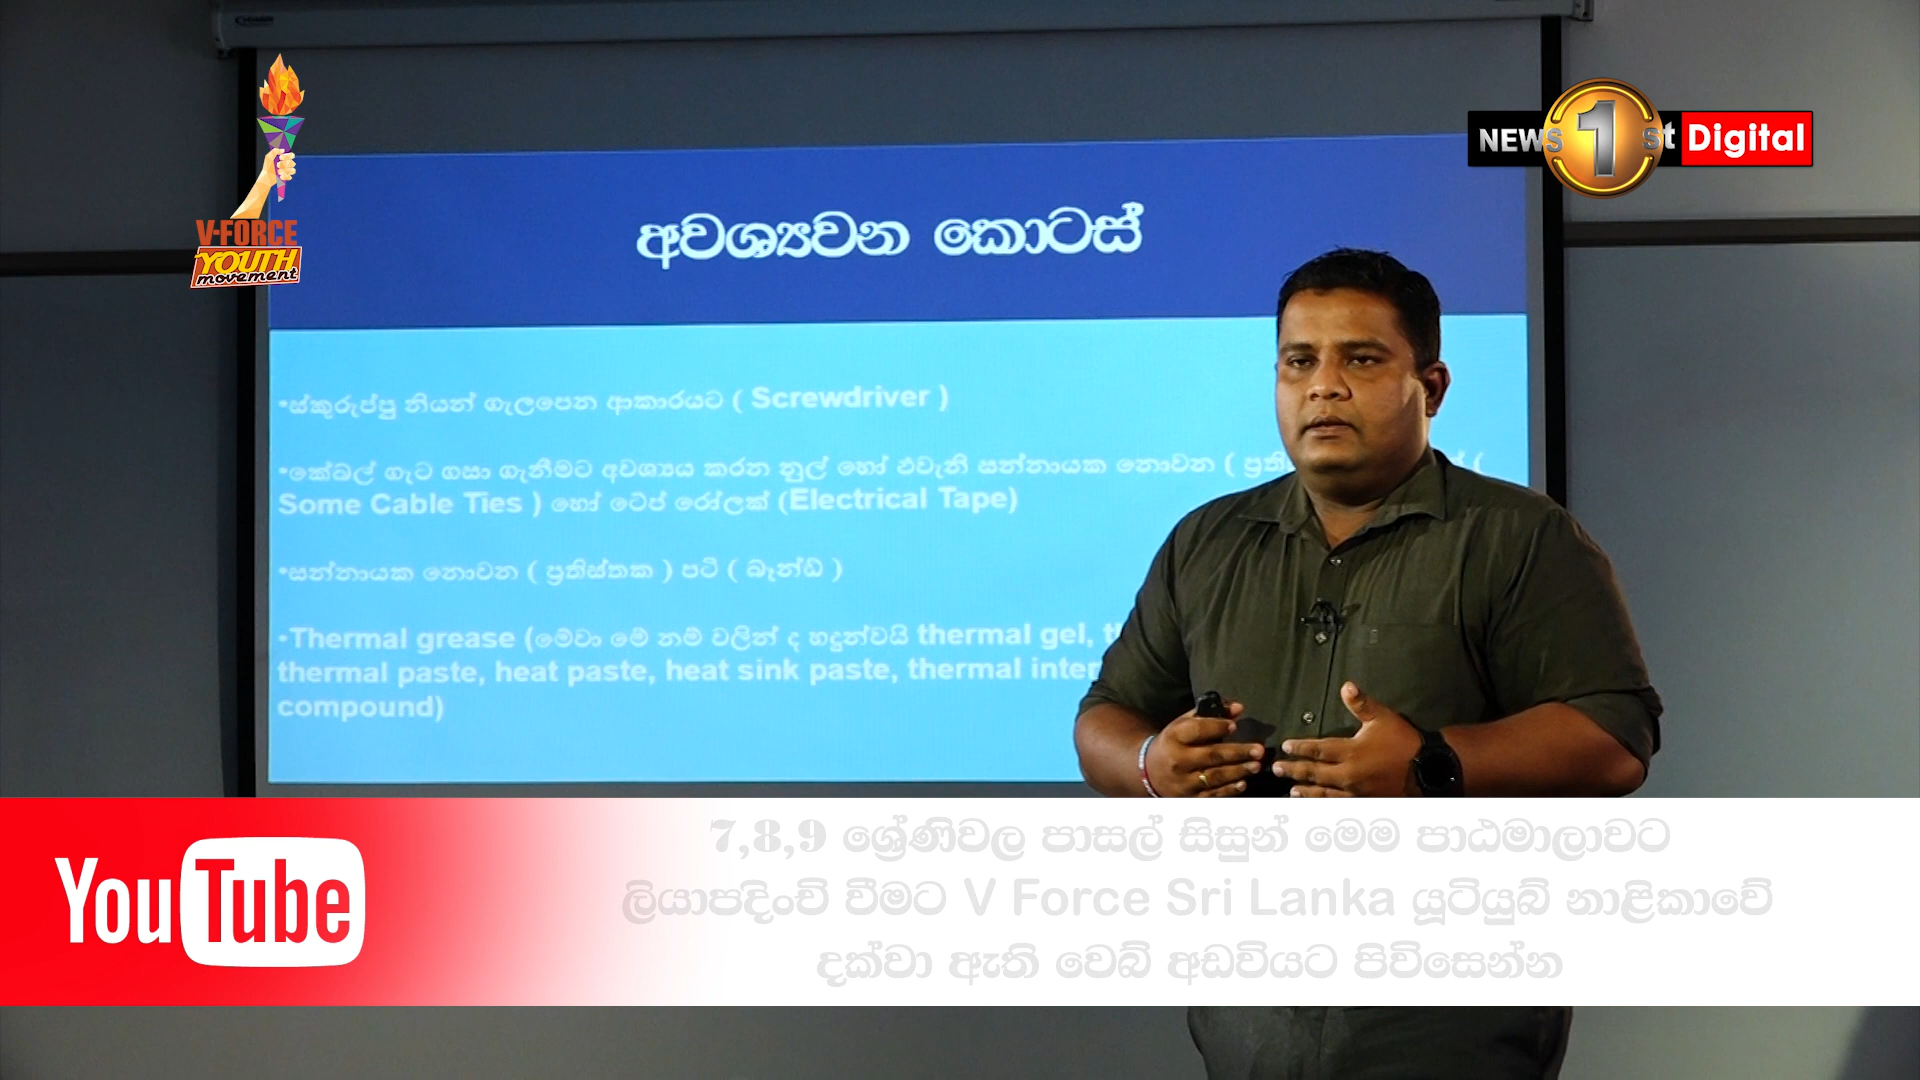 V-FORCE
YOUTH
movement
NEWS 1st Digital
අවශ්‍යවන කොටස්
•ස්කුරුප්පු නියන් ගැලපෙන ආකාරයට ( Screwdriver )
•කේබල් ගැට ගසා ගැනීමට අවශ්‍යය කරන නුල් හෝ එවැනි සන්නායක නොවන (
Some Cable Ties ) හෝ ටේප් රෝලක් (Electrical Tape)
•සන්නායක නොවන ( ප්‍රතිස්තක ) පටි ( බෑන්ඩ් )
•Thermal grease (මේවා මේ නම් වලින් ද හදුන්වයි thermal gel,
thermal paste, heat paste, heat sink paste, thermal
compound)
YouTube
7,8,9 ශ්‍රේණිවල පාසල් සිසුන් මෙම පාඨමාලාවට
ලියාපදිංචි වීමට V Force Sri Lanka යූටියුබ් නාළිකාවේ
දක්වා ඇති වෙබ් අඩවියට පිවිසෙන්න